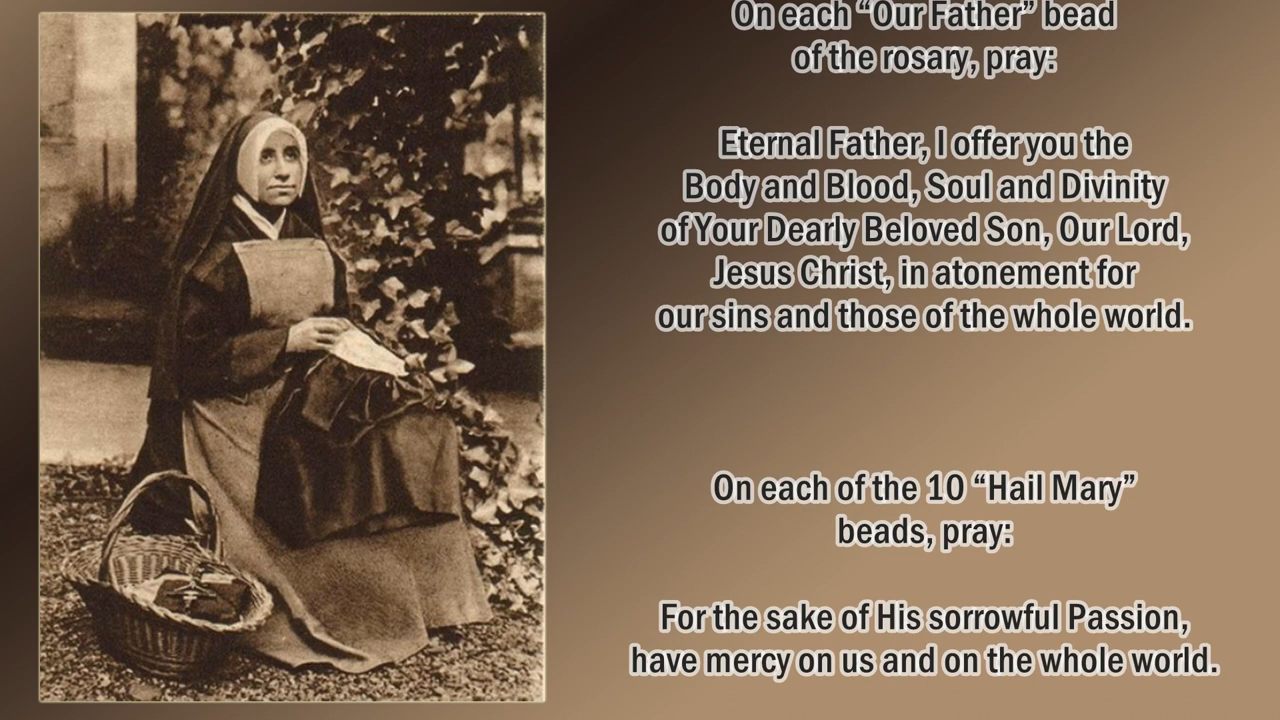 On each “Our Father” bead
of the rosary, pray:
Eternal Father, I offer you the
Body and Blood, Soul and Divinity
of Your Dearly Beloved Son, Our Lord,
Jesus Christ, in atonement for
our sins and those of the whole world.
On each of the 10 “Hail Mary”
beads, pray:
For the sake of His sorrowful Passion,
have mercy on us and on the whole world.